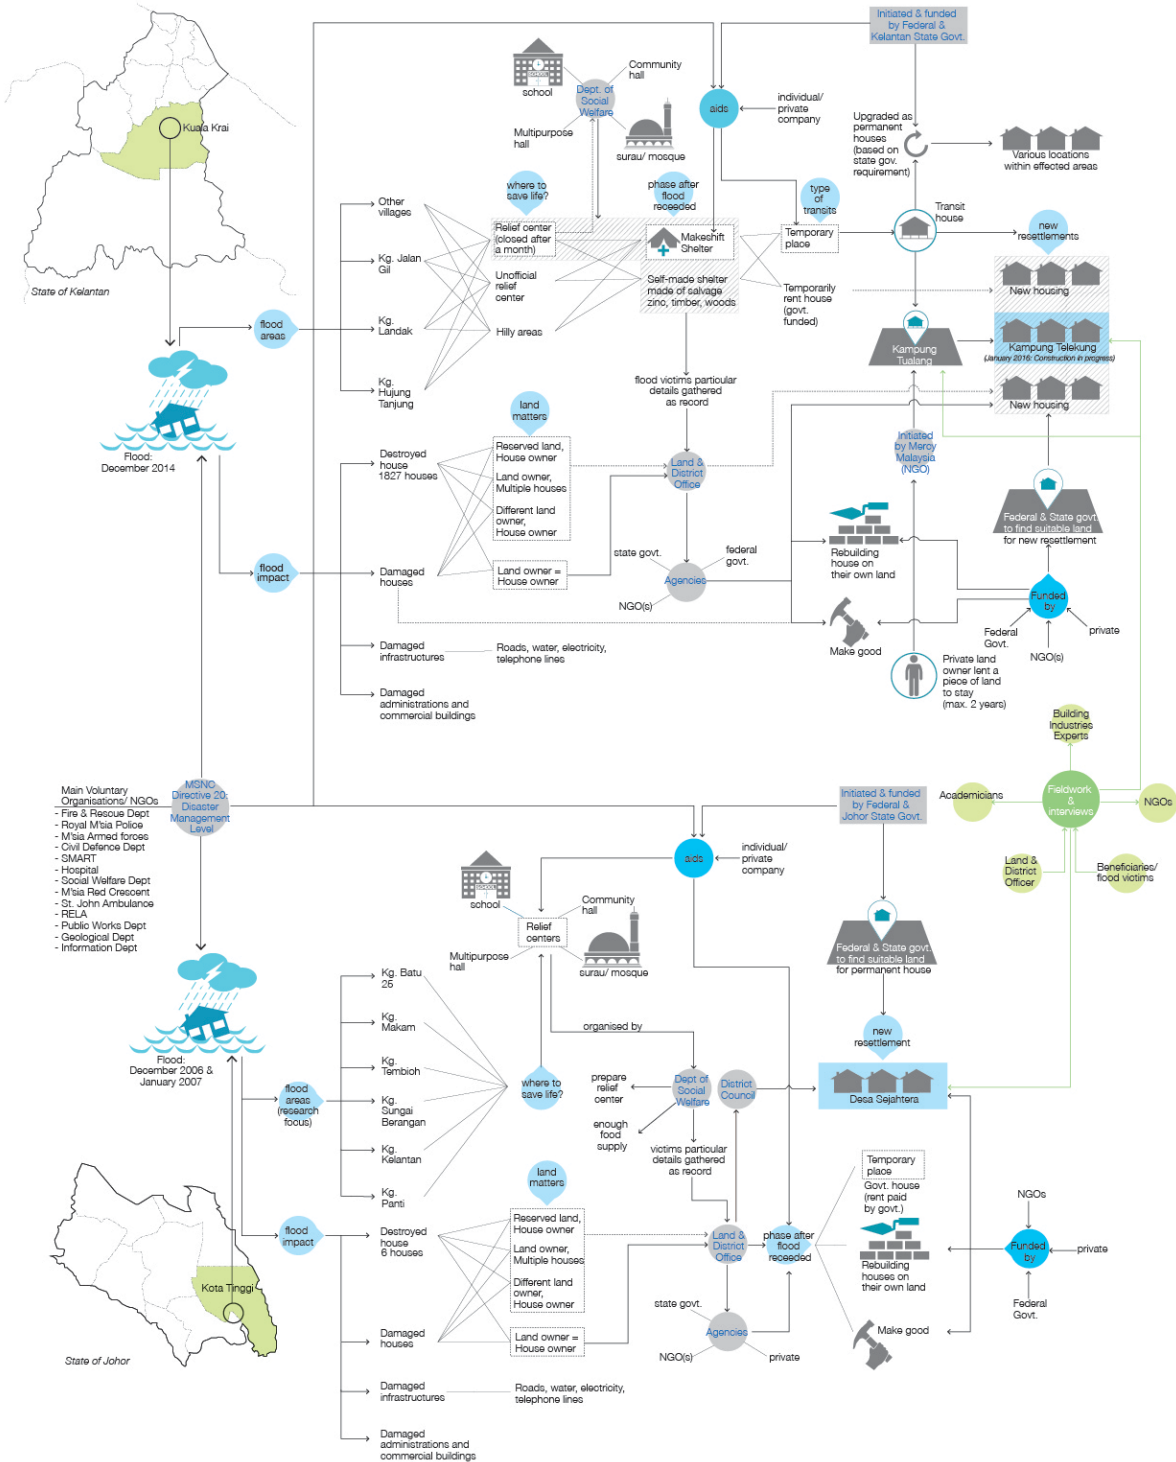 Initiated & funded
by Federal &
Kelantan State Govt.
Kuala Krai
State of Kelantan
school
SCHOOL
Community
hall
Dept. of
Social
Welfare
Multipurpose
hall
surau/ mosque
aids
individual/
private
company
Upgraded as
permanent
houses
(based on
state gov.
requirement)
Various locations
within effected areas
where to
save life?
phase after
flood
receeded
type
of
transits
Transit
house
new
resettlements
Other
villages
Kg. Jalan
Gil
Kg.
Landak
Kg.
Hujung
Tanjung
Relief center
(closed after
a month)
Unofficial
relief
center
Hilly areas
Makeshift
Shelter
Self-made shelter
made of salvage
zinc, timber, woods
Temporary
place
Temporarily
rent house
(govt.
funded)
New housing
Kampung
Tualang
Kampung Telekung
(January 2016: Construction in progress)
New housing
flood
areas
Flood:
December 2014
flood victims particular
details gathered
as record
land
matters
Destroyed
house
1827 houses
Reserved land,
House owner
Land owner,
Multiple houses
Different land
owner,
House owner
Land owner =
House owner
Land &
District
Office
Initiated
by Mercy
Malaysia
(NGO)
Federal & State govt.
to find suitable land
for new resettlement
flood
impact
Damaged
houses
state govt.
federal
govt.
Agencies
NGO(s)
Rebuilding
house on
their own land
Make good
Funded
by
Federal
Govt.
NGO(s)
private
Damaged
infrastructures
Roads, water, electricity,
telephone lines
Damaged
administrations and
commercial buildings
Private land
owner lent a
piece of land
to stay
(max. 2 years)
Building
Industries
Experts
Academicians
Fieldwork
&
interviews
NGOs
Land &
District
Officer
Beneficiaries/
flood victims
Main Voluntary
Organisations/ NGOs
- Fire & Rescue Dept
- Royal M'sia Police
- M'sia Armed forces
- Civil Defence Dept
- SMART
- Hospital
- Social Welfare Dept
- M'sia Red Crescent
- St. John Ambulance
- RELA
- Public Works Dept
- Geological Dept
- Information Dept
MSNC
Directive 20:
Disaster
Management
Level
Initiated & funded
by Federal &
Johor State Govt.
aids
individual/
private
company
school
SCHOOL
Community
hall
Relief
centers
Multipurpose
hall
surau/ mosque
Federal & State govt.
to find suitable land
for permanent house
Flood:
December 2006 &
January 2007
Kg. Batu
25
Kg.
Makam
Kg.
Tembioh
Kg.
Sungai
Berangan
Kg.
Kelantan
Kg.
Panti
flood
areas
(research
focus)
where to
save life?
organised by
prepare
relief
center
Dept of
Social
Welfare
District
Council
enough
food
supply
victims particular
details gathered
as record
new
resettlement
Desa Sejahtera
land
matters
flood
impact
Destroyed
house
6 houses
Reserved land,
House owner
Land owner,
Multiple houses
Different land
owner,
House owner
Land owner =
House owner
Land &
District
Office
phase after
flood
receeded
Temporary
place
Govt. house
(rent paid
by govt.)
Rebuilding
houses on
their own land
Make good
NGOs
Funded
by
private
Federal
Govt.
state govt.
Agencies
NGO(s)
private
Damaged
houses
Damaged
infrastructures
Roads, water, electricity,
telephone lines
Damaged
administrations and
commercial buildings
Kota Tinggi
State of Johor